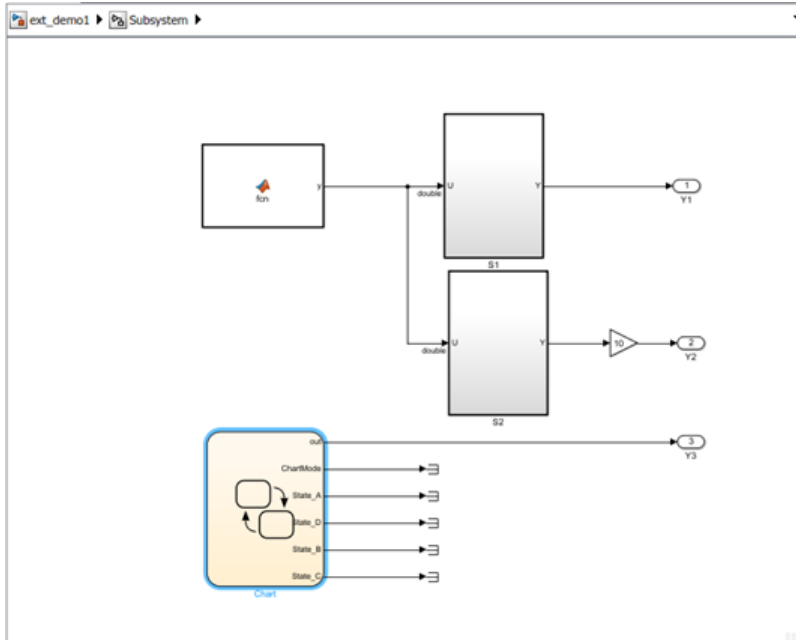 ext_demo1 Subsystem
fcn
y
double
U
Y
S1
1
Y1
double
U
Y
S2
10
2
Y2
out
ChartMode
State_A
State_D
State_B
State_C
Chart
3
Y3